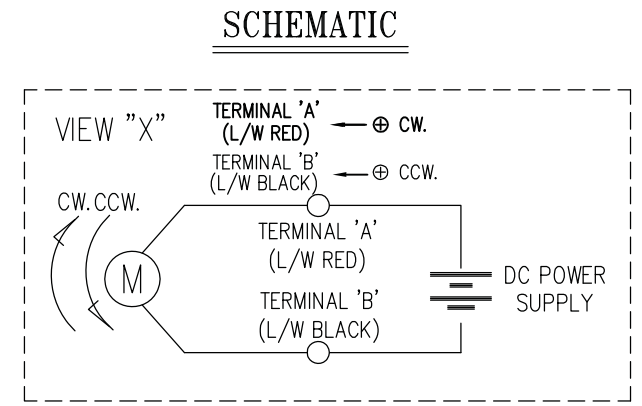 SCHEMATIC
VIEW "X"
TERMINAL 'A'
(L/W RED)
⊕ CW.
TERMINAL 'B'
(L/W BLACK)
⊕ CCW.
CW. CCW.
TERMINAL 'A'
(L/W RED)
M
DC POWER
SUPPLY
TERMINAL 'B'
(L/W BLACK)